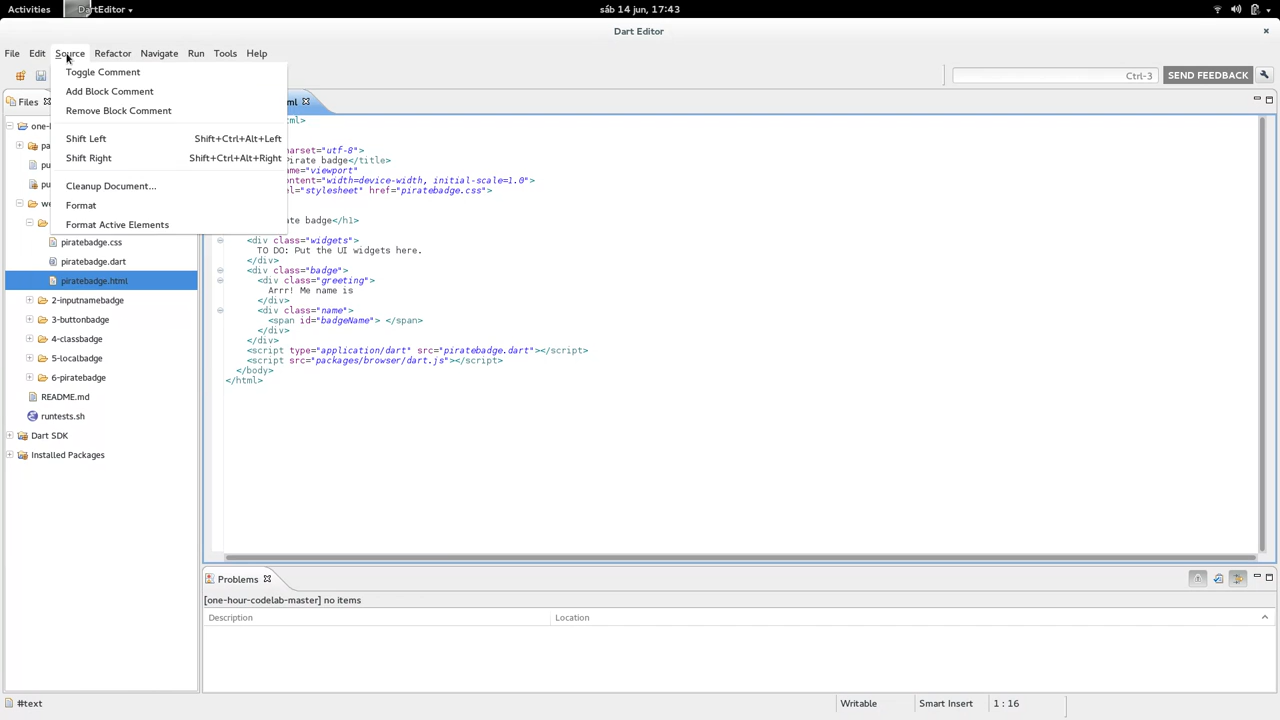 Activities DartEditor sáb 14 jun, 17:43
Dart Editor
File Edit Source Refactor Navigate Run Tools Help
Ctrl-3 SEND FEEDBACK
Toggle Comment
Add Block Comment
Remove Block Comment
Shift Left Shift+Ctrl+Alt+Left
Shift Right Shift+Ctrl+Alt+Right
Cleanup Document...
Format
Format Active Elements
Files
piratebadge.css
piratebadge.dart
piratebadge.html
2-inputnamebadge
3-buttonbadge
4-classbadge
5-localbadge
6-piratebadge
README.md
runtests.sh
Dart SDK
Installed Packages
ml
ml>
harset="utf-8">
Pirate badge</title>
ame="viewport"
content="width=device-width, initial-scale=1.0">
el="stylesheet" href="piratebadge.css">
ate badge</h1>
<div class="widgets">
TO DO: Put the UI widgets here.
</div>
<div class="badge">
<div class="greeting">
Arrr! Me name is
</div>
<div class="name">
<span id="badgeName"> </span>
</div>
</div>
<script type="application/dart" src="piratebadge.dart"></script>
<script src="packages/browser/dart.js"></script>
</body>
</html>
Problems
[one-hour-codelab-master] no items
Description Location
#text Writable Smart Insert 1 : 16